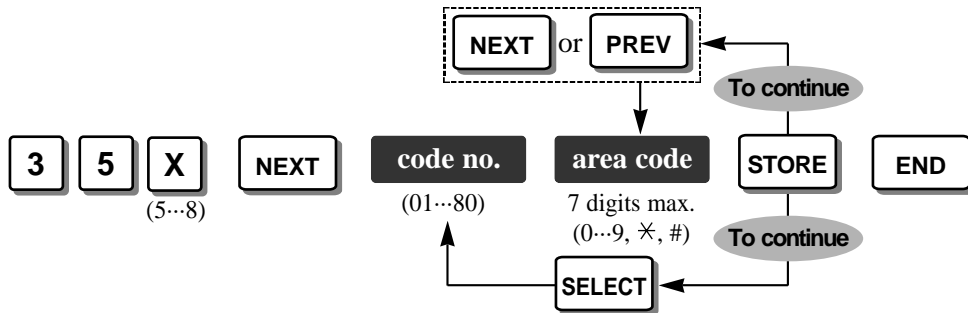 NEXT or PREV
To continue
3 5 X NEXT code no. area code STORE END
(5···8) (01···80) 7 digits max.
(0···9, ✳, #)
To continue
SELECT